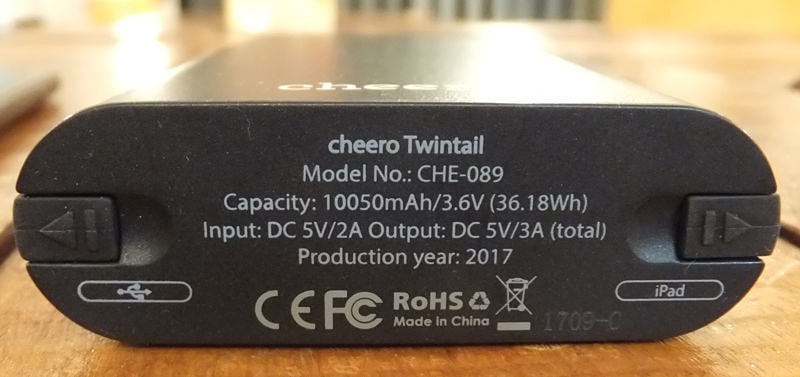 cheero
cheero Twintail
Model No.: CHE-089
Capacity: 10050mAh/3.6V (36.18Wh)
Input: DC 5V/2A Output: DC 5V/3A (total)
Production year: 2017
iPad
CE FC RoHS
Made in China
1709-C